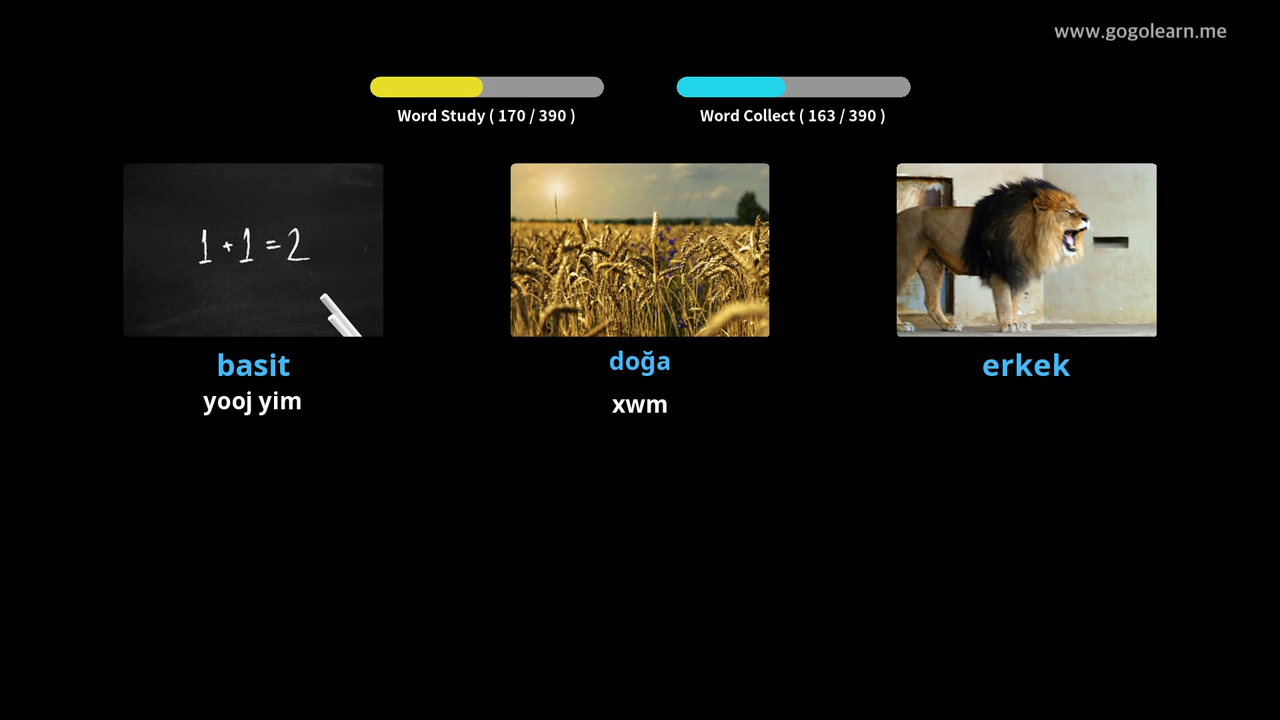 www.gogolearn.me
Word Study ( 170 / 390 )
Word Collect ( 163 / 390 )
1 + 1 = 2
basit
yooj yim
doğa
xwm
erkek